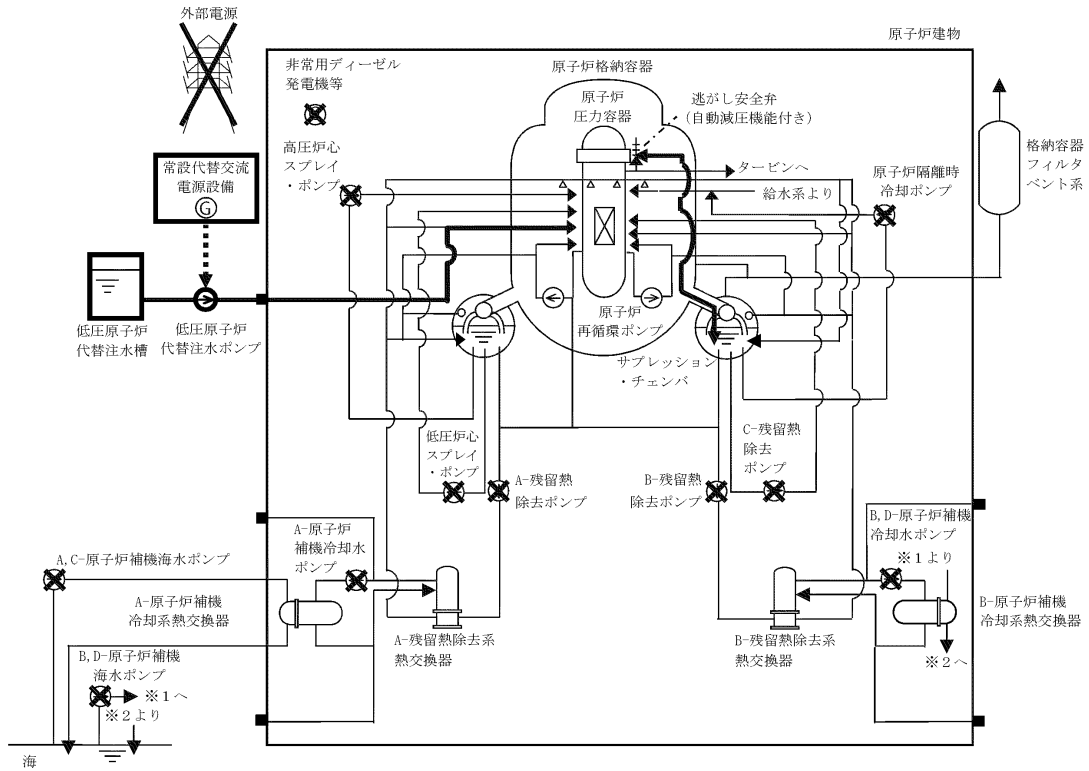 外部電源
原子炉建物
非常用ディーゼル
発電機等
原子炉格納容器
原子炉
圧力容器
逃がし安全弁
(自動減圧機能付き)
高圧炉心
スプレイ
・ポンプ
常設代替交流
電源設備
G
タービンへ
給水系より
原子炉隔離時
冷却ポンプ
格納容器
フィルタ
ベント系
低圧原子炉
代替注水槽
低圧原子炉
代替注水ポンプ
原子炉
再循環ポンプ
サプレッション
・チェンバ
低圧炉心
スプレイ
・ポンプ
A-残留熱
除去ポンプ
B-残留熱
除去ポンプ
C-残留熱
除去
ポンプ
A-原子炉
補機冷却水
ポンプ
B,D-原子炉補機
冷却水ポンプ
※1より
A,C-原子炉補機海水ポンプ
A-原子炉補機
冷却系熱交換器
A-残留熱除去系
熱交換器
B-残留熱除去系
熱交換器
B-原子炉補機
冷却系熱交換器
※2へ
B,D-原子炉補機
海水ポンプ
※1へ
※2より
海